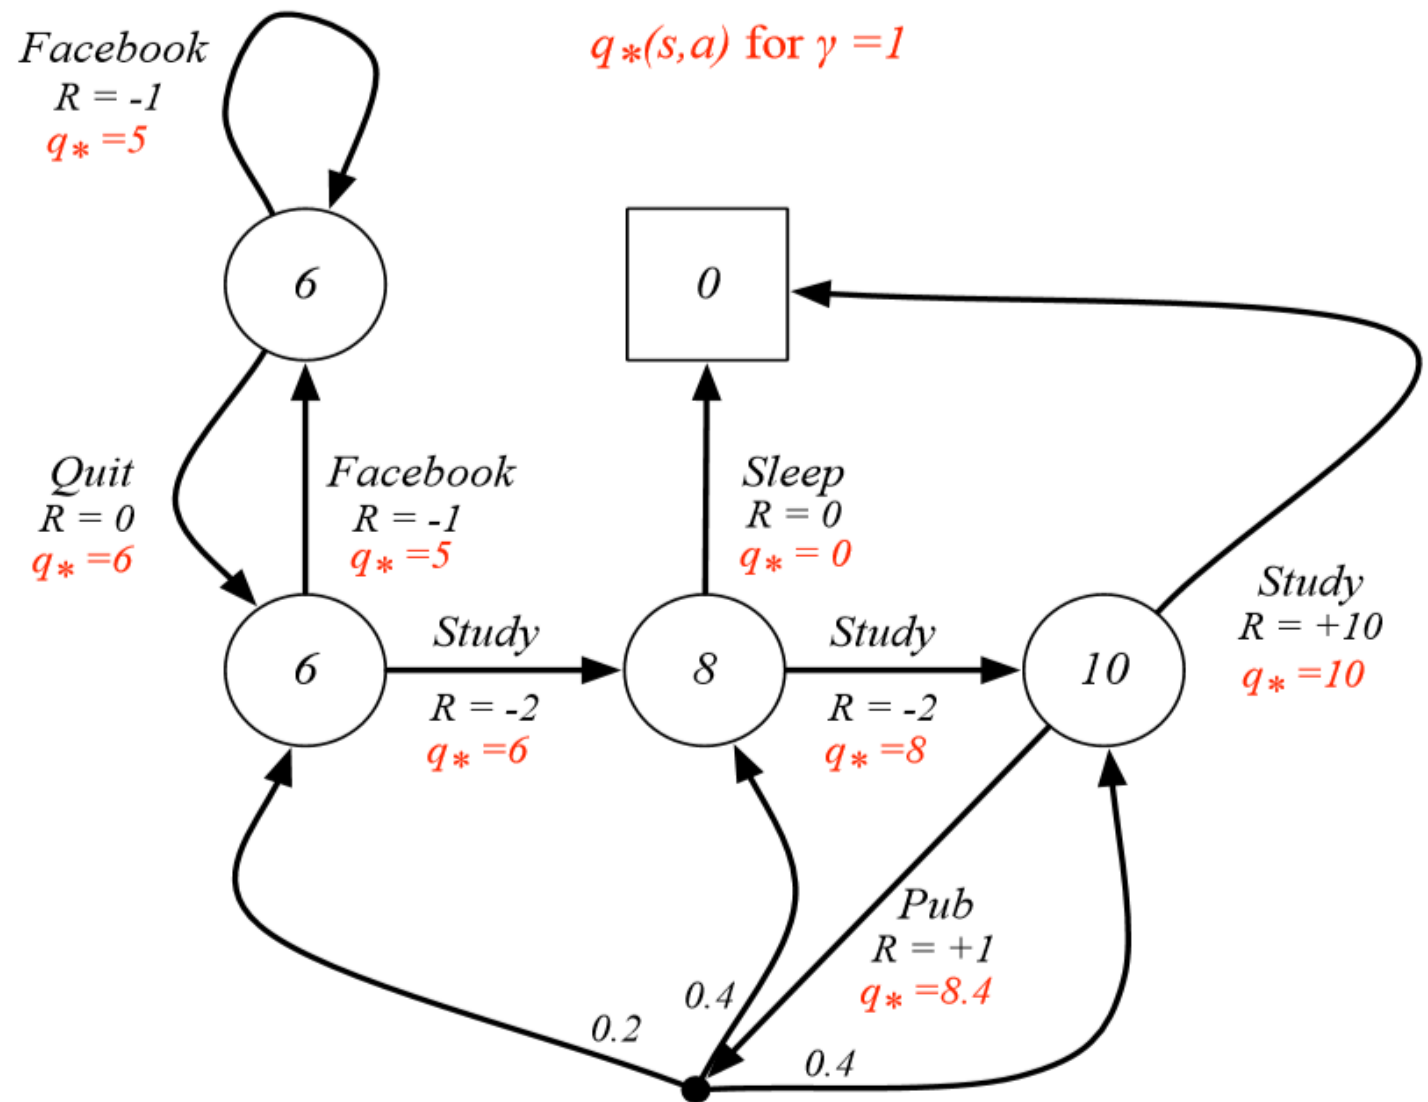 q*(s,a) for γ =1
Facebook
R = -1
q* =5
6
0
Quit
R = 0
q* =6
Facebook
R = -1
q* =5
Sleep
R = 0
q* = 0
Study
R = +10
q* =10
6
Study
R = -2
q* =6
8
Study
R = -2
q* =8
10
Pub
R = +1
q* =8.4
0.2
0.4
0.4